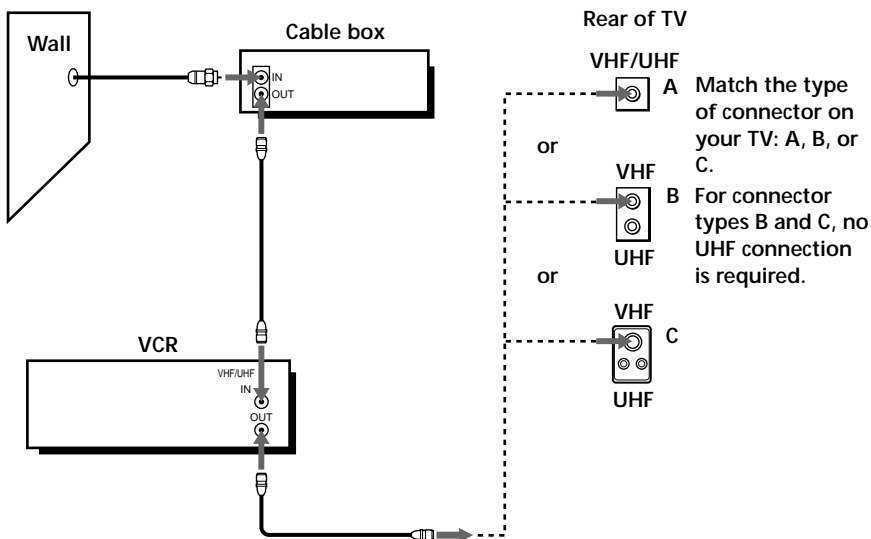 Wall
Cable box
IN
OUT
VCR
VHF/UHF
IN
OUT
Rear of TV
VHF/UHF
A
Match the type
of connector on
your TV: A, B, or
C.
or
VHF
B
For connector
types B and C, no
UHF connection
is required.
UHF
or
VHF
C
UHF